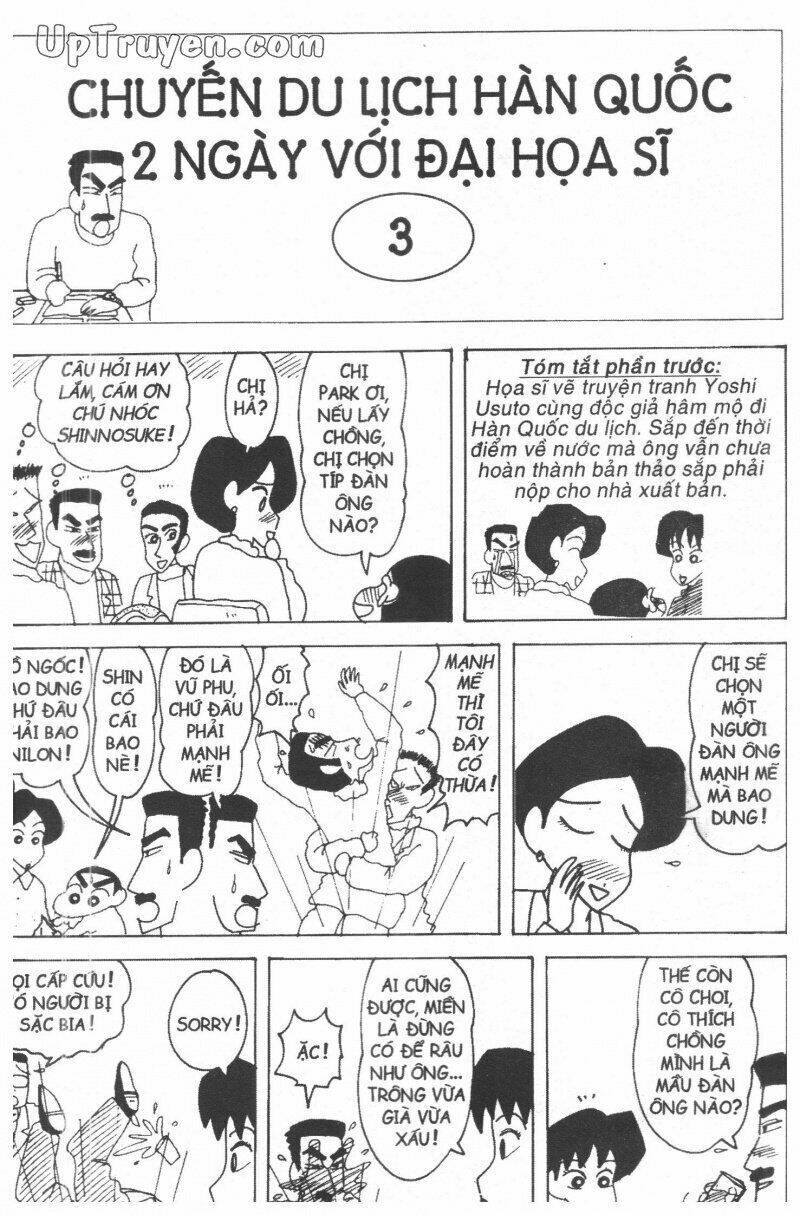 UpTruyen.com
CHUYẾN DU LỊCH HÀN QUỐC
2 NGÀY VỚI ĐẠI HỌA SĨ
3
Tóm tắt phần trước:
Họa sĩ vẽ truyện tranh Yoshi
Usuto cùng độc giả hâm mộ đi
Hàn Quốc du lịch. Sắp đến thời
điểm về nước mà ông vẫn chưa
hoàn thành bản thảo sắp phải
nộp cho nhà xuất bản.
CHỊ
PARK ƠI,
NẾU LẤY
CHỒNG,
CHỊ CHỌN
TÍP ĐÀN
ÔNG
NÀO?
CHỊ
HẢ?
CÂU HỎI HAY
LẮM, CÁM ƠN
CHÚ NHÓC
SHINNOSUKE!
CHỊ SẼ
CHỌN
MỘT
NGƯỜI
ĐÀN ÔNG
MẠNH MẼ
MÀ BAO
DUNG!
MẠNH
MẼ
THÌ
TÔI
ĐÂY
CÓ
THỪA!
ỐI
ỐI...
ĐÓ LÀ
VŨ PHU,
CHỨ ĐÂU
PHẢI
MẠNH
MẼ!
SHIN
CÓ
CÁI
BAO
NÈ!
Ồ NGỐC!
AO DUNG
HỨ ĐÂU
HẢI BAO
NILON!
THẾ CÒN
CÔ CHOI,
CÔ THÍCH
CHỒNG
MÌNH LÀ
MẪU ĐÀN
ÔNG NÀO?
AI CŨNG
ĐƯỢC, MIỄN
LÀ ĐỪNG
CÓ ĐỂ RÂU
NHƯ ÔNG...
TRÔNG VỪA
GIÀ VỪA
XẤU!
ẶC!
SORRY!
ỌI CẤP CỨU!
Ó NGƯỜI BỊ
SẶC BIA!